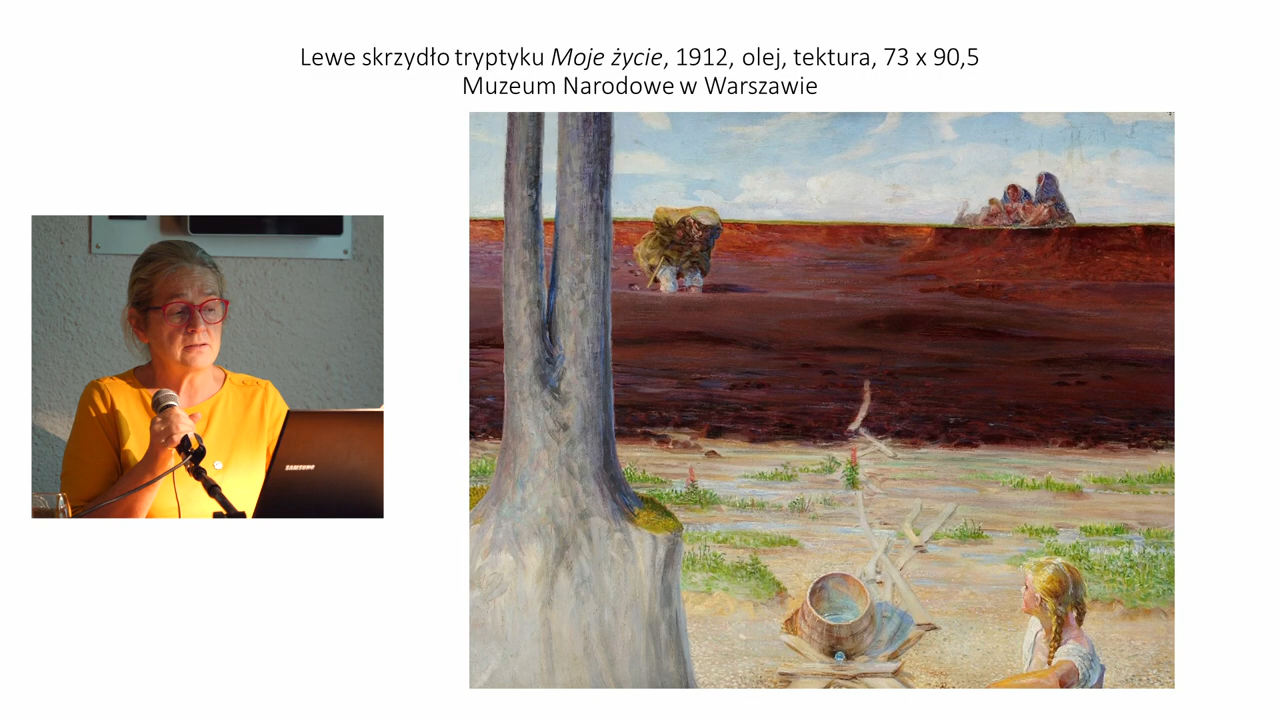 Lewe skrzydło tryptyku Moje życie, 1912, olej, tektura, 73 x 90,5
Muzeum Narodowe w Warszawie
SAMSUNG